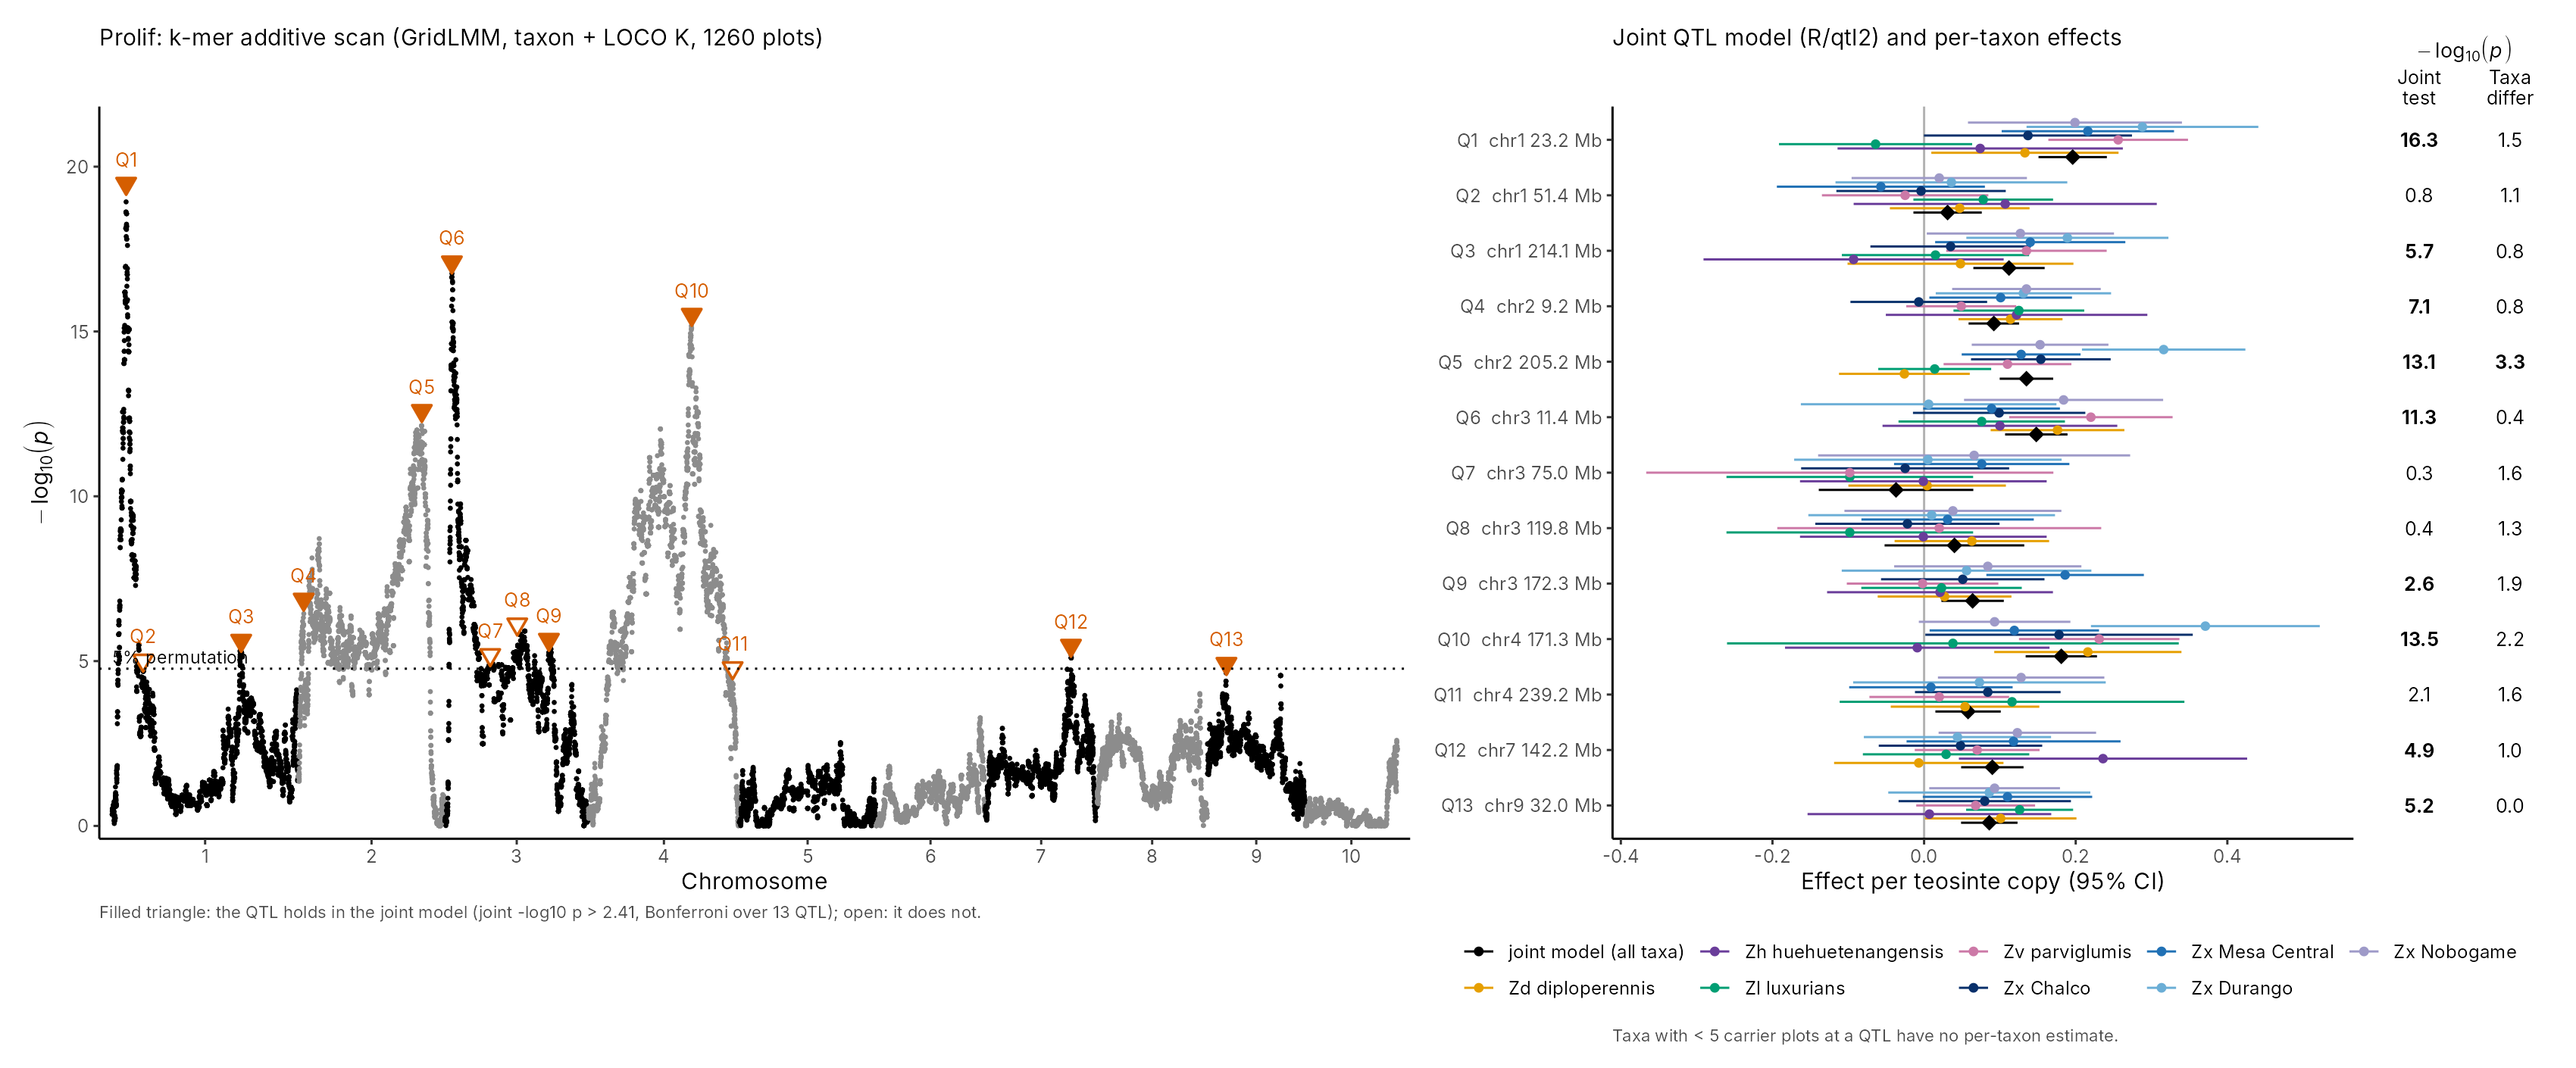 Prolif: k-mer additive scan (GridLMM, taxon + LOCO K, 1260 plots)
20
15
10
5
0
−log10(p)
Q1
Q2
Q3
Q4
Q5
Q6
Q7
Q8
Q9
Q10
Q11
Q12
Q13
5% permutation
1 2 3 4 5 6 7 8 9 10
Chromosome
Filled triangle: the QTL holds in the joint model (joint -log10 p > 2.41, Bonferroni over 13 QTL); open: it does not.
Joint QTL model (R/qtl2) and per-taxon effects
−log10(p)
Joint test
Taxa differ
Q1 chr1 23.2 Mb 16.3 1.5
Q2 chr1 51.4 Mb 0.8 1.1
Q3 chr1 214.1 Mb 5.7 0.8
Q4 chr2 9.2 Mb 7.1 0.8
Q5 chr2 205.2 Mb 13.1 3.3
Q6 chr3 11.4 Mb 11.3 0.4
Q7 chr3 75.0 Mb 0.3 1.6
Q8 chr3 119.8 Mb 0.4 1.3
Q9 chr3 172.3 Mb 2.6 1.9
Q10 chr4 171.3 Mb 13.5 2.2
Q11 chr4 239.2 Mb 2.1 1.6
Q12 chr7 142.2 Mb 4.9 1.0
Q13 chr9 32.0 Mb 5.2 0.0
-0.4 -0.2 0.0 0.2 0.4
Effect per teosinte copy (95% CI)
joint model (all taxa) Zh huehuetenangensis Zv parviglumis Zx Mesa Central Zx Nobogame
Zd diploperennis Zl luxurians Zx Chalco Zx Durango
Taxa with < 5 carrier plots at a QTL have no per-taxon estimate.